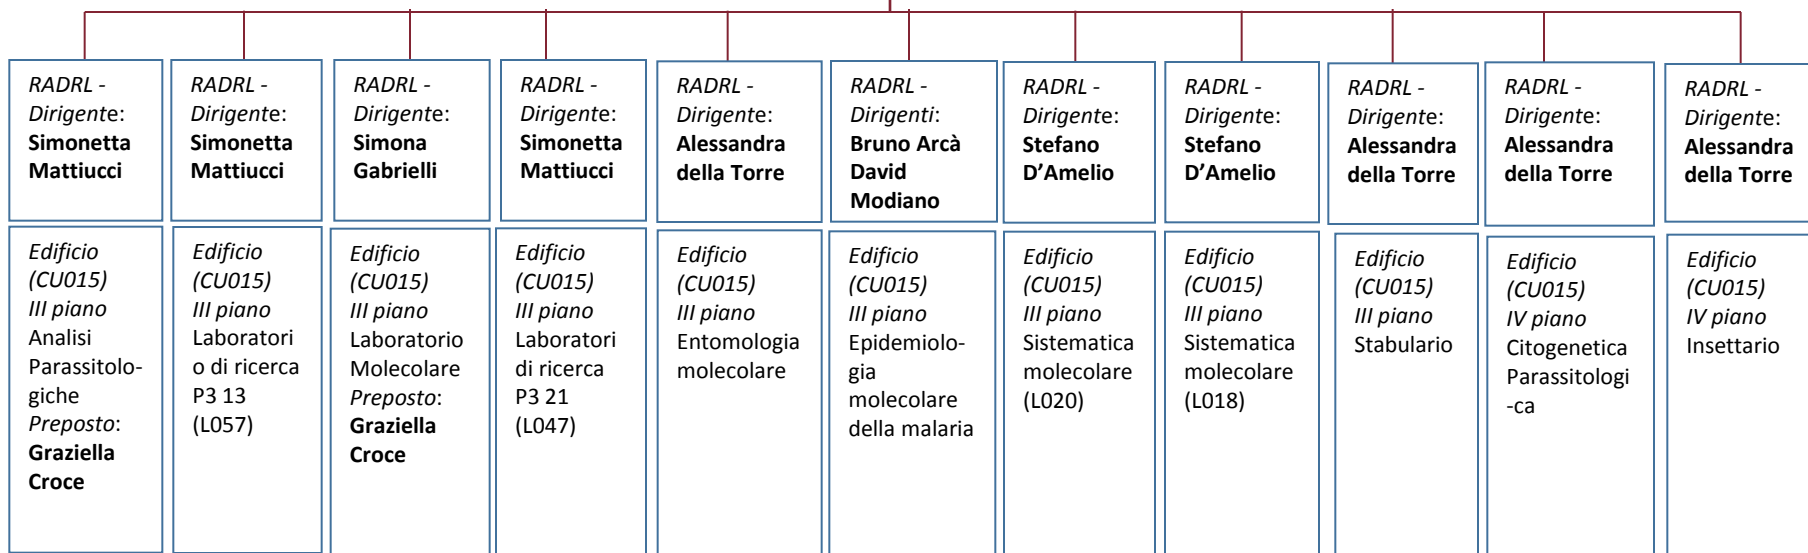 RADRL -
Dirigente:
Simonetta
Mattiucci
RADRL -
Dirigente:
Simonetta
Mattiucci
RADRL -
Dirigente:
Simona
Gabrielli
RADRL -
Dirigente:
Simonetta
Mattiucci
RADRL -
Dirigente:
Alessandra
della Torre
RADRL -
Dirigenti:
Bruno Arcà
David
Modiano
RADRL -
Dirigente:
Stefano
D’Amelio
RADRL -
Dirigente:
Stefano
D’Amelio
RADRL -
Dirigente:
Alessandra
della Torre
RADRL -
Dirigente:
Alessandra
della Torre
RADRL -
Dirigente:
Alessandra
della Torre
Edificio
(CU015)
III piano
Analisi
Parassitolo-
giche
Preposto:
Graziella
Croce
Edificio
(CU015)
III piano
Laboratori
o di ricerca
P3 13
(L057)
Edificio
(CU015)
III piano
Laboratorio
Molecolare
Preposto:
Graziella
Croce
Edificio
(CU015)
III piano
Laboratori
di ricerca
P3 21
(L047)
Edificio
(CU015)
III piano
Entomologia
molecolare
Edificio
(CU015)
III piano
Epidemiolo-
gia
molecolare
della malaria
Edificio
(CU015)
III piano
Sistematica
molecolare
(L020)
Edificio
(CU015)
III piano
Sistematica
molecolare
(L018)
Edificio
(CU015)
III piano
Stabulario
Edificio
(CU015)
IV piano
Citogenetica
Parassitologi
-ca
Edificio
(CU015)
IV piano
Insettario